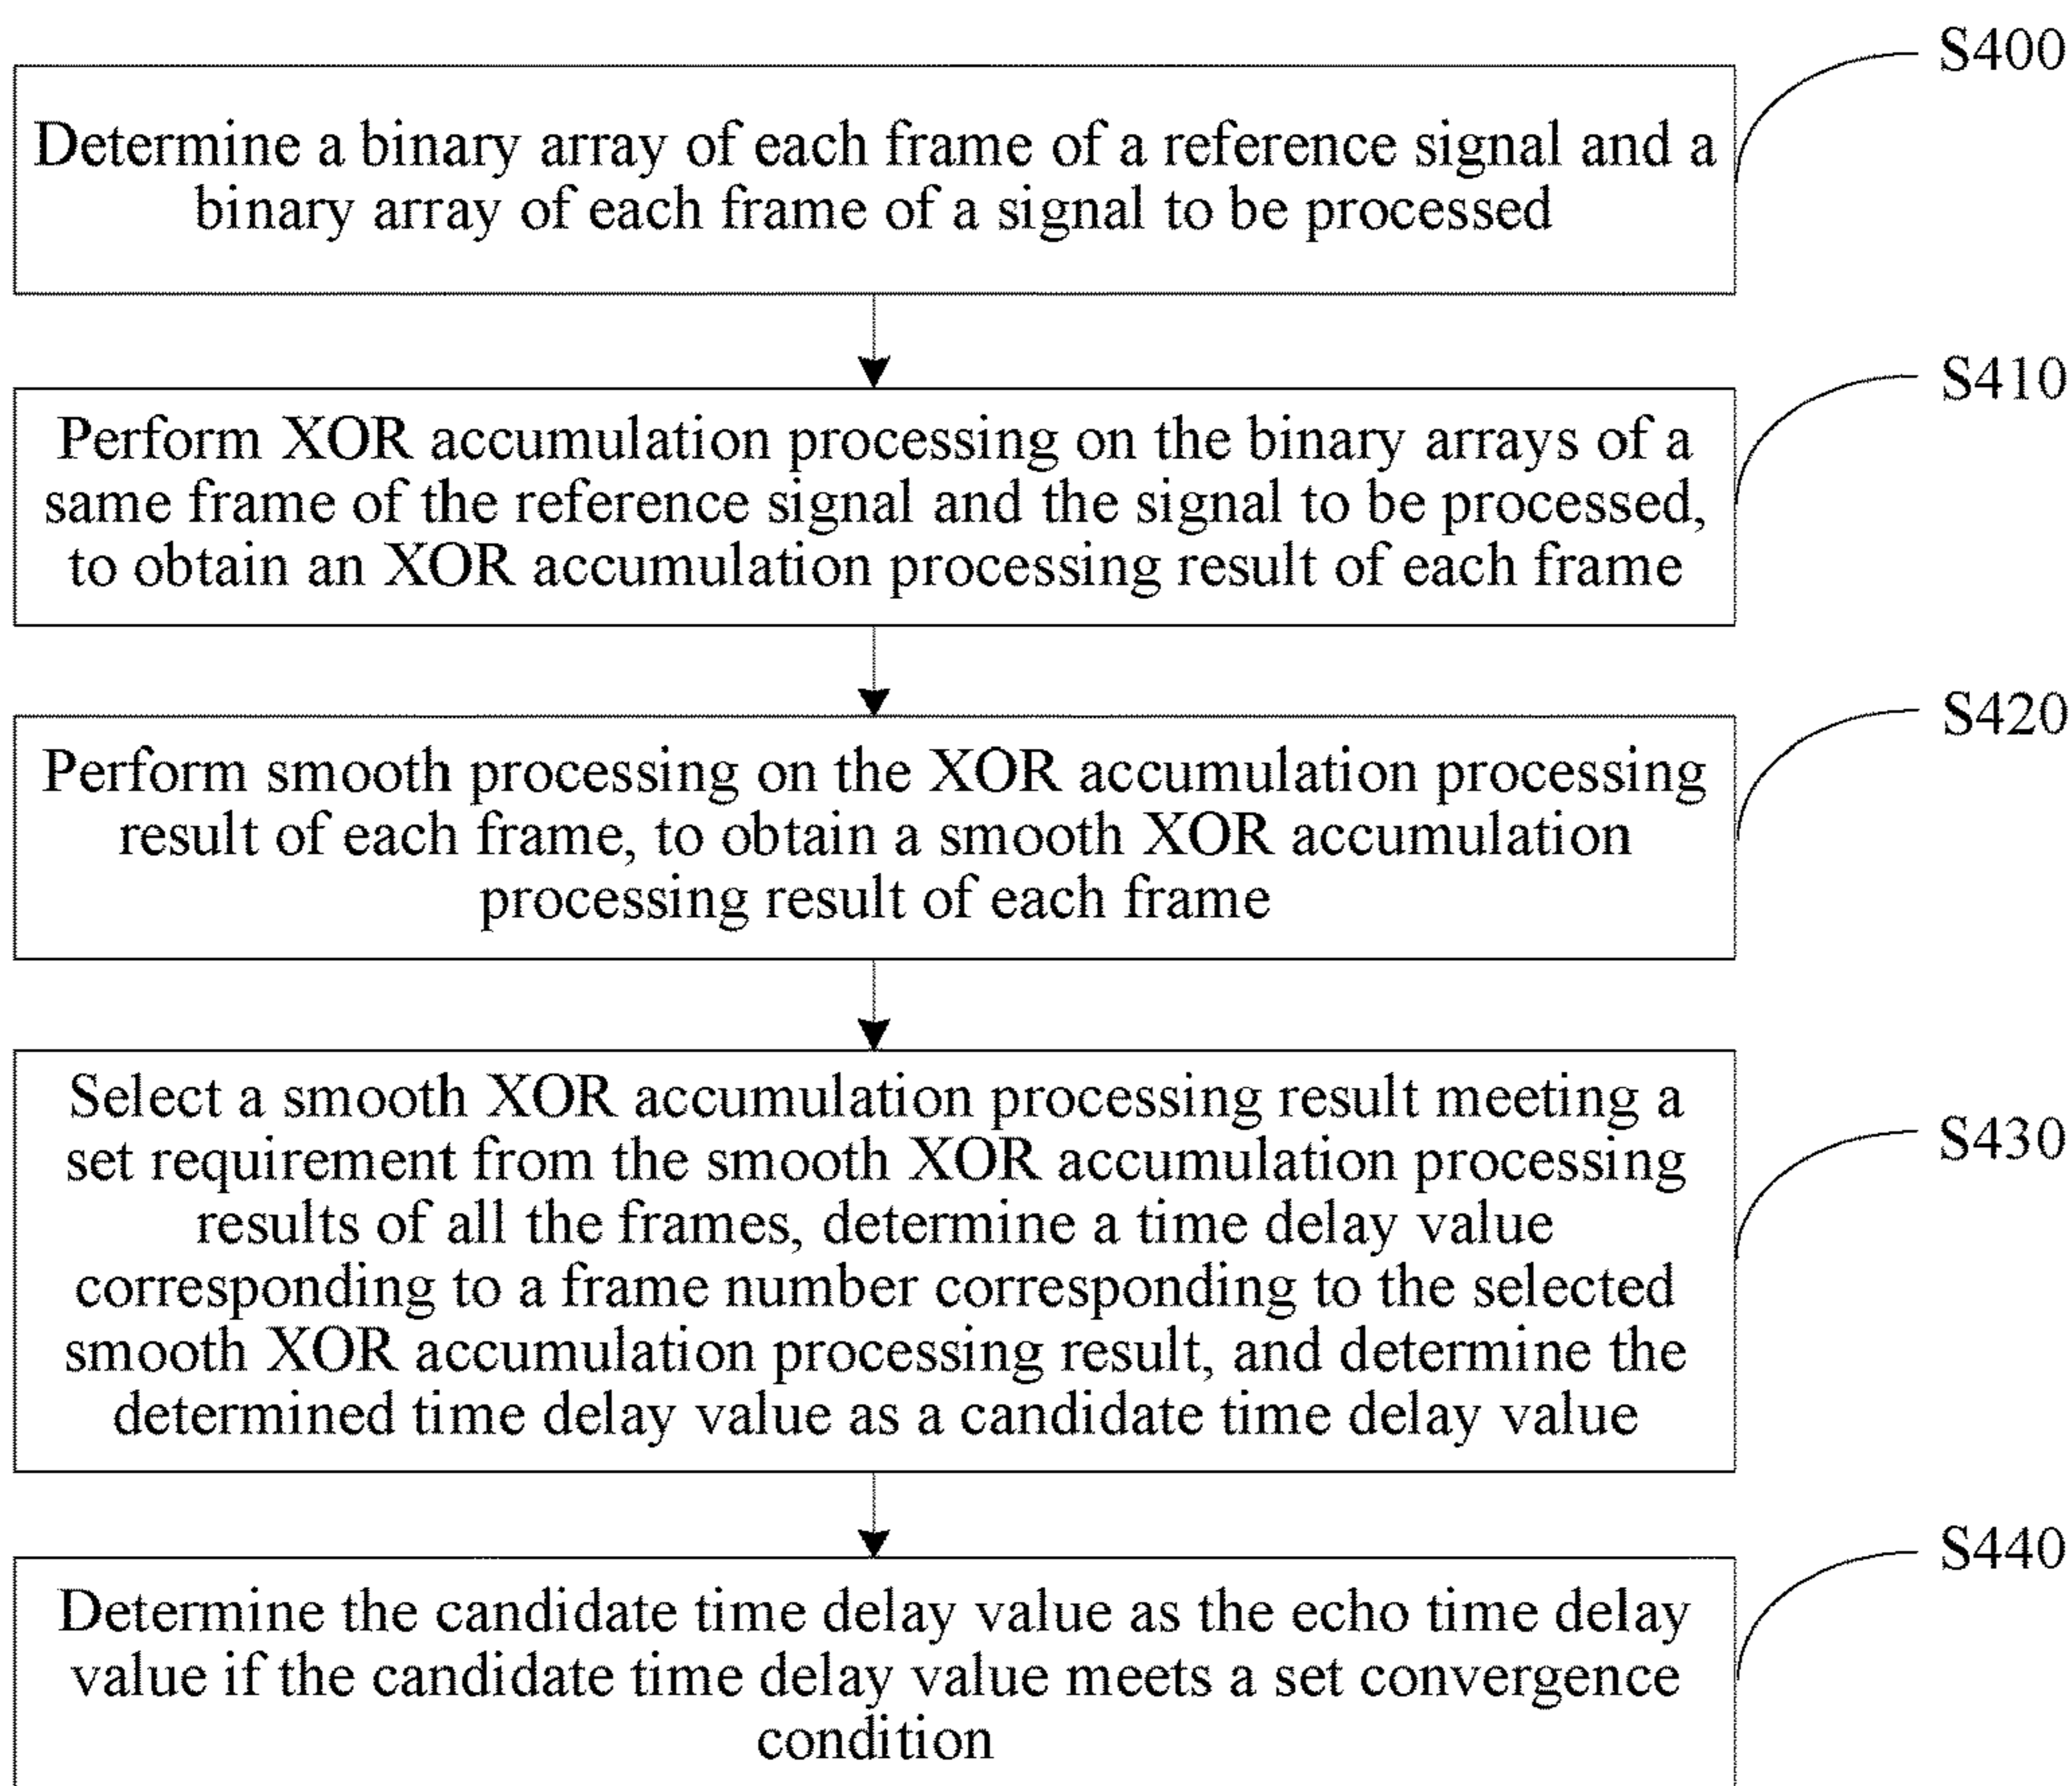 S400
Determine a binary array of each frame of a reference signal and a
binary array of each frame of a signal to be processed
S410
Perform XOR accumulation processing on the binary arrays of a
same frame of the reference signal and the signal to be processed,
to obtain an XOR accumulation processing result of each frame
S420
Perform smooth processing on the XOR accumulation processing
result of each frame, to obtain a smooth XOR accumulation
processing result of each frame
S430
Select a smooth XOR accumulation processing result meeting a
set requirement from the smooth XOR accumulation processing
results of all the frames, determine a time delay value
corresponding to a frame number corresponding to the selected
smooth XOR accumulation processing result, and determine the
determined time delay value as a candidate time delay value
S440
Determine the candidate time delay value as the echo time delay
value if the candidate time delay value meets a set convergence
condition